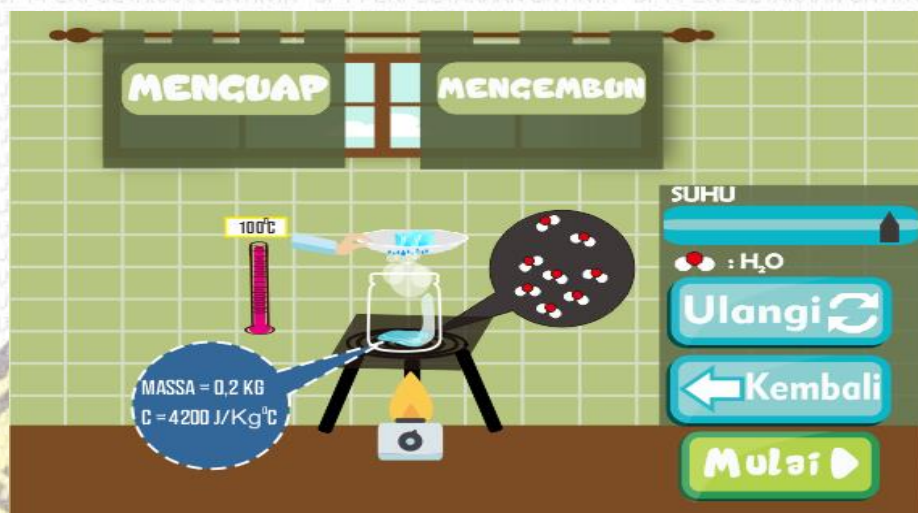 MENGUAP
MENGEMBUN
SUHU
100°C
: H₂O
Ulangi
MASSA = 0,2 KG
C = 4200 J/Kg°C
Kembali
Mulai